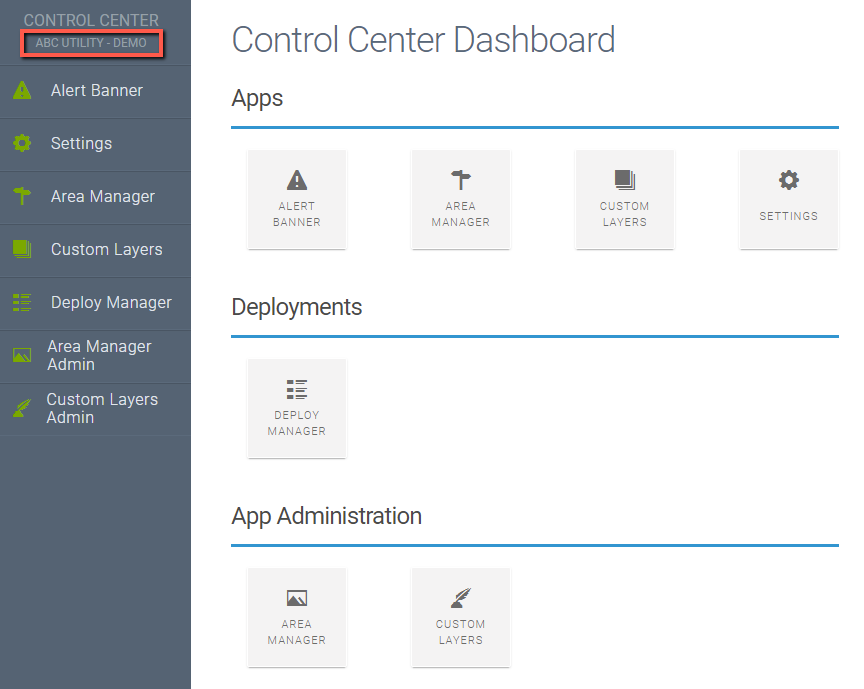 CONTROL CENTER
ABC UTILITY - DEMO
Alert Banner
Settings
Area Manager
Custom Layers
Deploy Manager
Area Manager
Admin
Custom Layers
Admin
Control Center Dashboard
Apps
ALERT
BANNER
AREA
MANAGER
CUSTOM
LAYERS
SETTINGS
Deployments
DEPLOY
MANAGER
App Administration
AREA
MANAGER
CUSTOM
LAYERS